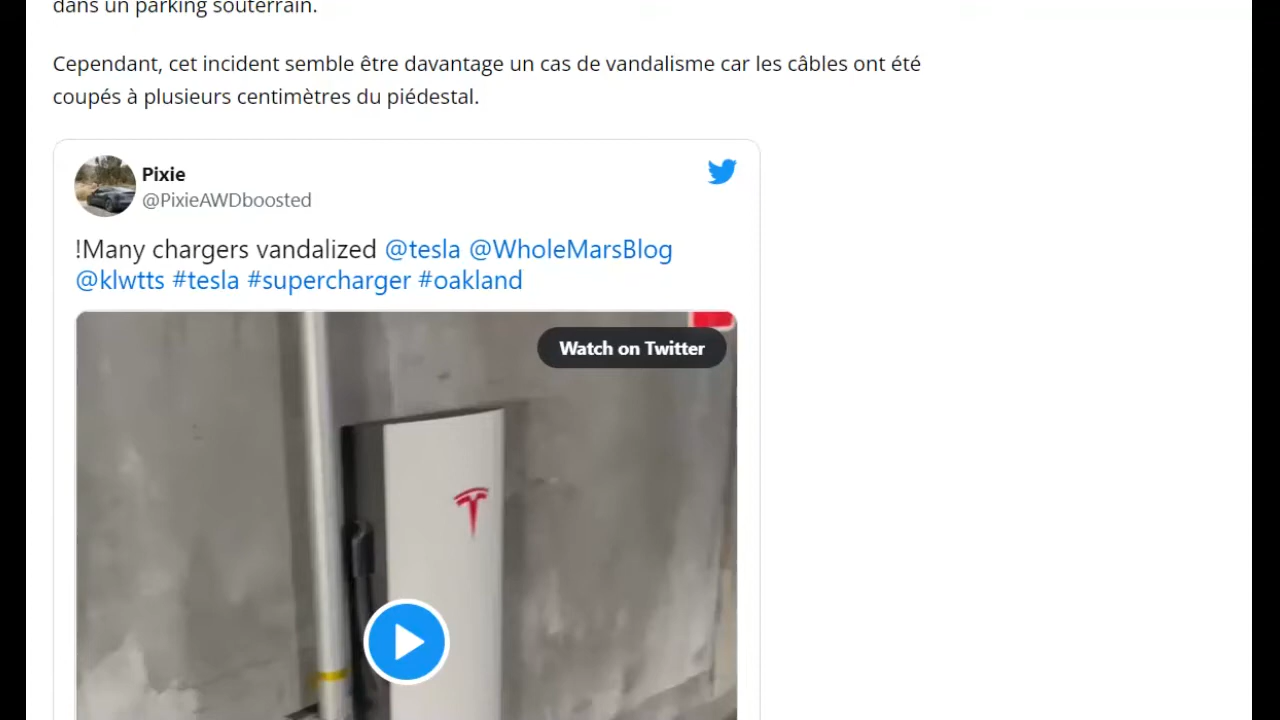 dans un parking souterrain.
Cependant, cet incident semble être davantage un cas de vandalisme car les câbles ont été
coupés à plusieurs centimètres du piédestal.
Pixie
@PixieAWDboosted
!Many chargers vandalized @tesla @WholeMarsBlog
@klwtts #tesla #supercharger #oakland
Watch on Twitter